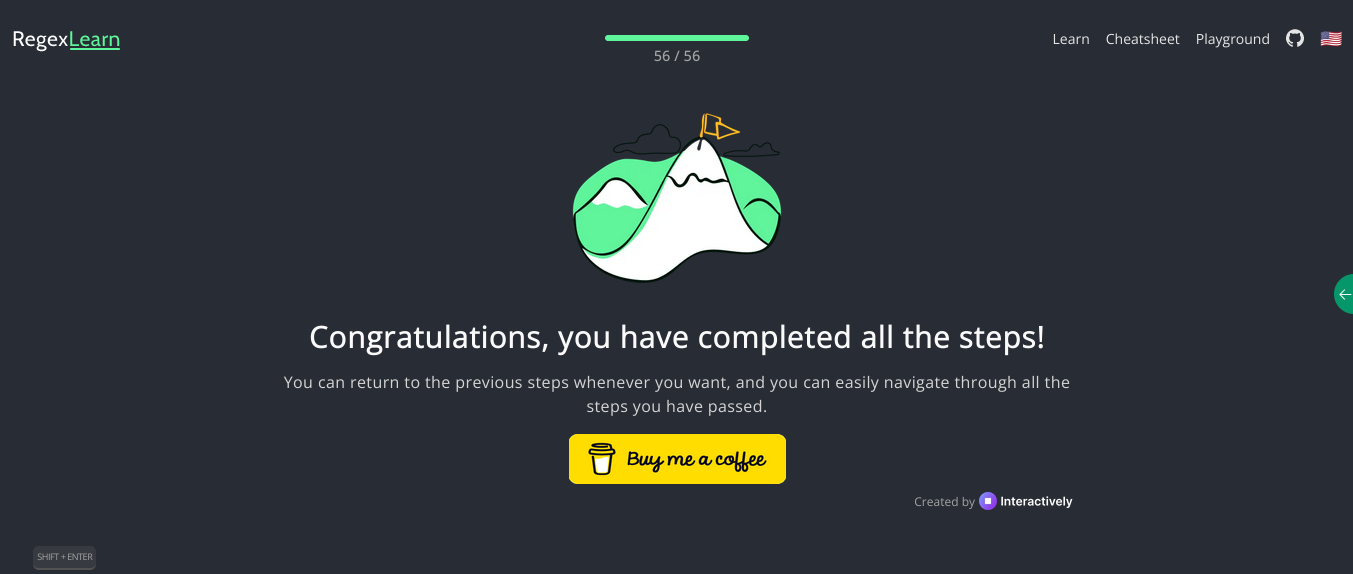 RegexLearn
56 / 56
Learn Cheatsheet Playground
Congratulations, you have completed all the steps!
You can return to the previous steps whenever you want, and you can easily navigate through all the
steps you have passed.
Buy me a coffee
Created by Interactively
SHIFT + ENTER